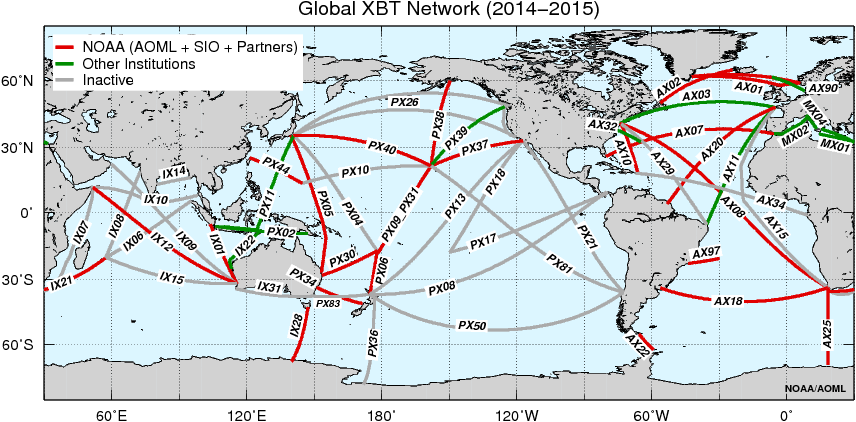 Global XBT Network (2014−2015)
NOAA (AOML + SIO + Partners)
Other Institutions
Inactive
60˚N
30˚N
0˚
30˚S
60˚S
60˚E
120˚E
180˚
120˚W
60˚W
0˚
PX26
PX38
PX39
PX37
PX40
PX10
PX44
PX11
PX05
PX04
PX31
PX09
PX13
PX18
PX17
PX21
PX81
PX02
PX30
PX34
PX06
PX83
PX08
PX50
PX36
IX14
IX10
IX07
IX08
IX06
IX12
IX09
IX01
IX22
IX15
IX21
IX31
IX28
AX02
AX01
AX90
AX03
AX32
AX07
AX10
AX29
AX20
AX11
AX08
AX34
AX15
AX97
AX18
AX22
AX25
MX04
MX02
MX01
NOAA/AOML